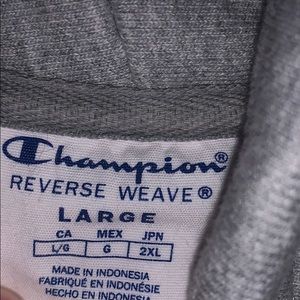 Champion®
REVERSE WEAVE®
LARGE
CA MEX JPN
L/G G 2XL
MADE IN INDONESIA
FABRIQUÉ EN INDONÉSIE
HECHO EN INDONESIA